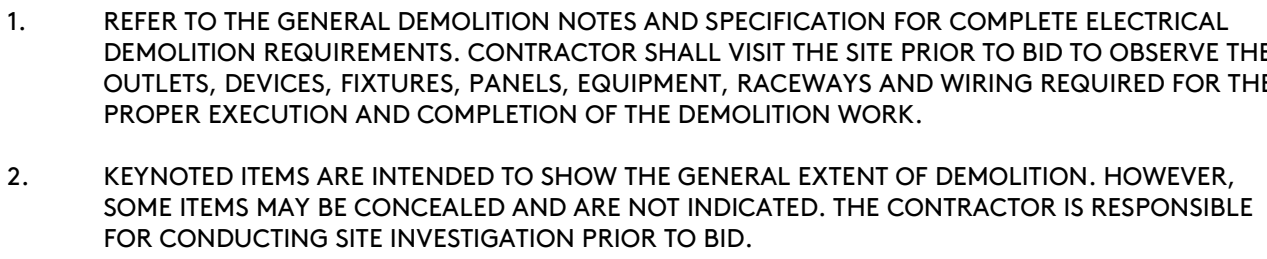 1. REFER TO THE GENERAL DEMOLITION NOTES AND SPECIFICATION FOR COMPLETE ELECTRICAL
DEMOLITION REQUIREMENTS. CONTRACTOR SHALL VISIT THE SITE PRIOR TO BID TO OBSERVE THE
OUTLETS, DEVICES, FIXTURES, PANELS, EQUIPMENT, RACEWAYS AND WIRING REQUIRED FOR THE
PROPER EXECUTION AND COMPLETION OF THE DEMOLITION WORK.
2. KEYNOTED ITEMS ARE INTENDED TO SHOW THE GENERAL EXTENT OF DEMOLITION. HOWEVER,
SOME ITEMS MAY BE CONCEALED AND ARE NOT INDICATED. THE CONTRACTOR IS RESPONSIBLE
FOR CONDUCTING SITE INVESTIGATION PRIOR TO BID.